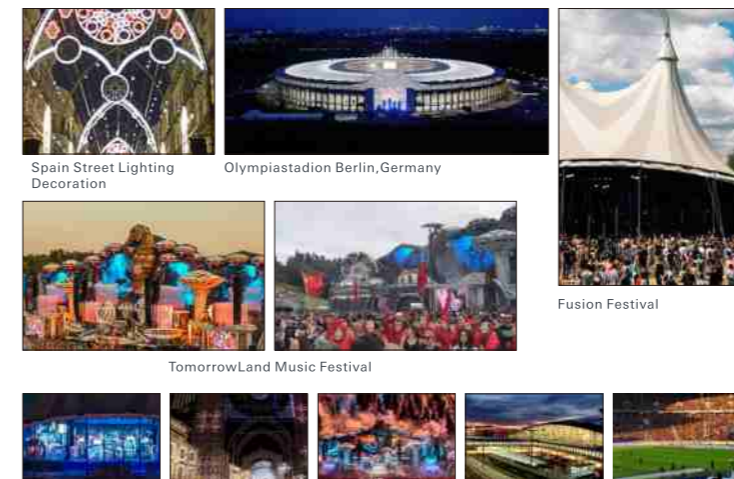 Spain Street Lighting
Decoration
Olympiastadion Berlin,Germany
Fusion Festival
TomorrowLand Music Festival